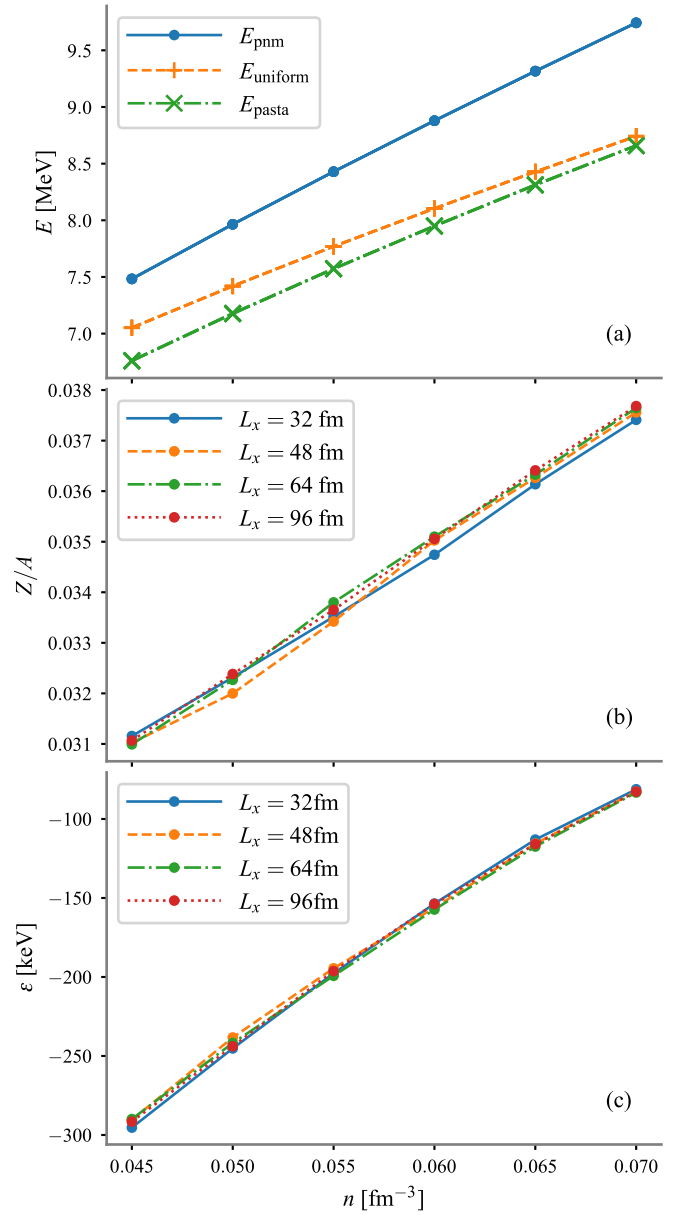 E_pnm
E_uniform
E_pasta
E [MeV]
9.5
9.0
8.5
8.0
7.5
7.0
(a)
L_x = 32 fm
L_x = 48 fm
L_x = 64 fm
L_x = 96 fm
Z/A
0.038
0.037
0.036
0.035
0.034
0.033
0.032
0.031
(b)
L_x = 32fm
L_x = 48fm
L_x = 64fm
L_x = 96fm
ε [keV]
−100
−150
−200
−250
−300
(c)
0.045 0.050 0.055 0.060 0.065 0.070
n [fm⁻³]